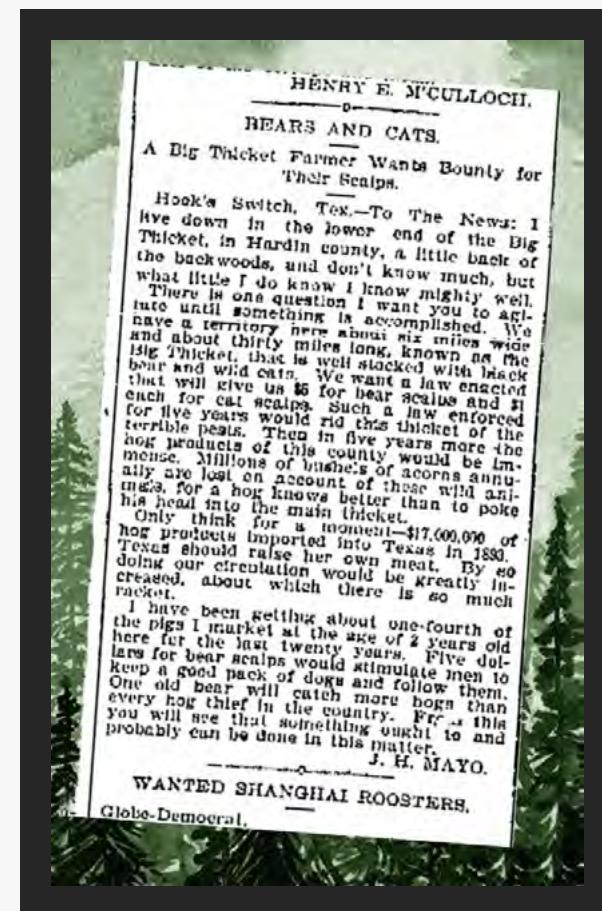 HENRY E. M'CULLOCH.
BEARS AND CATS.
A Big Thicket Farmer Wants Bounty for
Their Scalps.
Hook's Switch, Tex.—To The News: I
live down in the lower end of the Big
Thicket, in Hardin county, a little back of
the backwoods, and don't know much, but
what little I do know I know mighty well.
There is one question I want you to agi-
tate until something is accomplished. We
have a territory here about six miles wide
and about thirty miles long, known as the
Big Thicket, that is well stocked with black
bear and wild cats. We want a law enacted
that will give us $5 for bear scalps and $1
each for cat scalps. Such a law enforced
for five years would rid this thicket of the
terrible pests. Then in five years more the
hog products of this county would be im-
mense. Millions of bushels of acorns annu-
ally are lost on account of these wild ani-
mals, for a hog knows better than to poke
his head into the main thicket.
Only think for a moment—$17,000,000 of
hog products imported into Texas in 1893.
Texas should raise her own meat. By so
doing our circulation would be greatly in-
creased, about which there is so much
racket.
I have been getting about one-fourth of
the pigs I market at the age of 2 years old
here for the last twenty years. Five dol-
lars for bear scalps would stimulate men to
keep a good pack of dogs and follow them.
One old bear will catch more hogs than
every hog thief in the country. this
you will see that something ought to and
probably can be done in this matter.
J. H. MAYO.
WANTED SHANGHAI ROOSTERS.
Globe-Democrat.